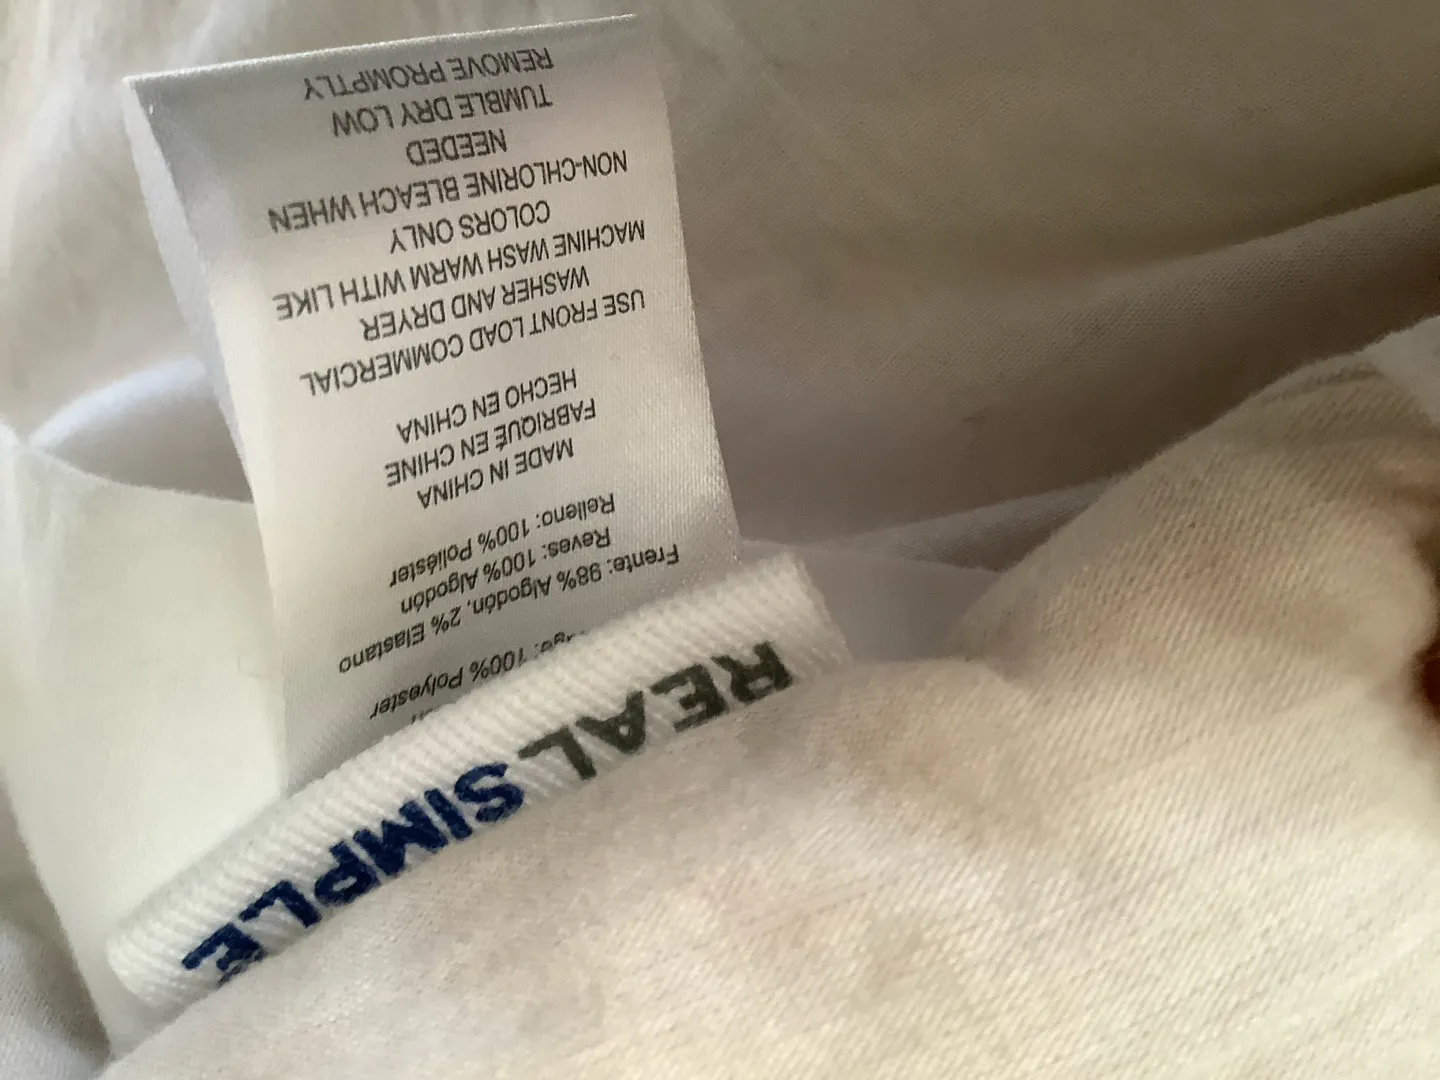 REAL SIMPLE
100% Polyester
Frente: 98% Algodón, 2% Elastano
Reves: 100% Algodón
Relleno: 100% Poliéster
MADE IN CHINA
FABRIQUÉ EN CHINE
HECHO EN CHINA
USE FRONT LOAD COMMERCIAL
WASHER AND DRYER
MACHINE WASH WARM WITH LIKE
COLORS ONLY
NON-CHLORINE BLEACH WHEN
NEEDED
TUMBLE DRY LOW
REMOVE PROMPTLY